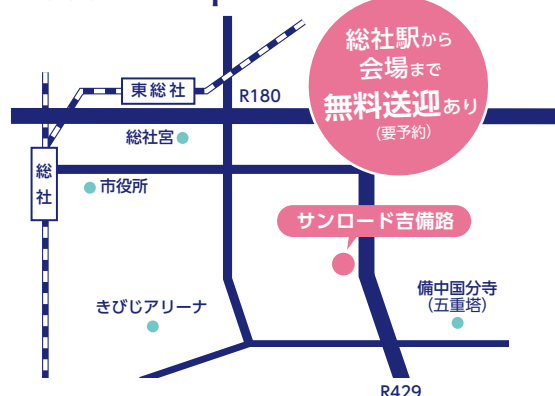 総社駅から
会場まで
無料送迎あり
(要予約)
東総社
R180
総社宮
総社
市役所
サンロード吉備路
備中国分寺
(五重塔)
きびじアリーナ
R429